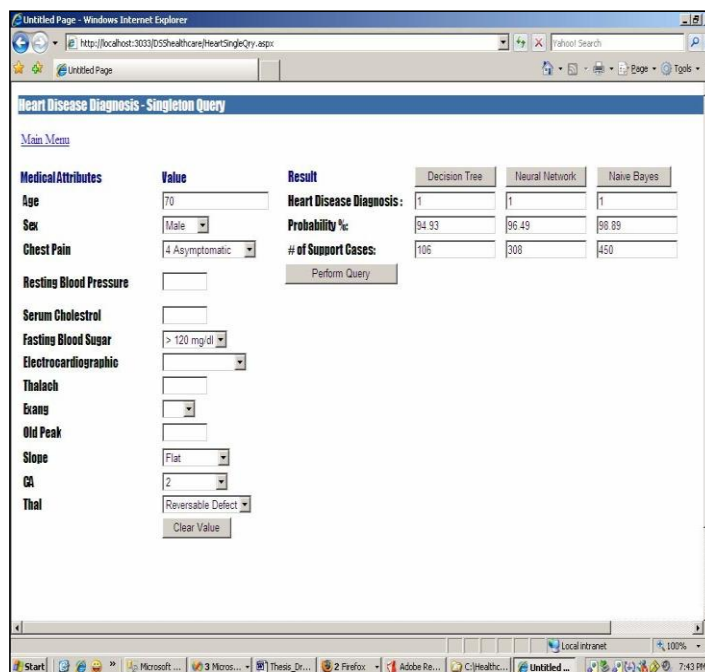 Untitled Page - Windows Internet Explorer
http://localhost:3033/DSShealthcare/HeartSingleQry.aspx
Yahoo! Search
Untitled Page
Page
Tools
Heart Disease Diagnosis - Singleton Query
Main Menu
Medical Attributes Value Result Decision Tree Neural Network Naive Bayes
Age 70 Heart Disease Diagnosis : 1 1 1
Sex Male Probability %: 94.93 96.49 98.89
Chest Pain 4 Asymptomatic # of Support Cases: 106 308 450
Perform Query
Resting Blood Pressure
Serum Cholestrol
Fasting Blood Sugar > 120 mg/dl
Electrocardiographic
Thalach
Exang
Old Peak
Slope Flat
CA 2
Thal Reversable Defect
Clear Value
Local intranet 100%
Start » Microsoft ... 3 Micros... Thesis_Dr... 2 Firefox Adobe Re... C:\Healthc... Untitled ... 7:43 PM